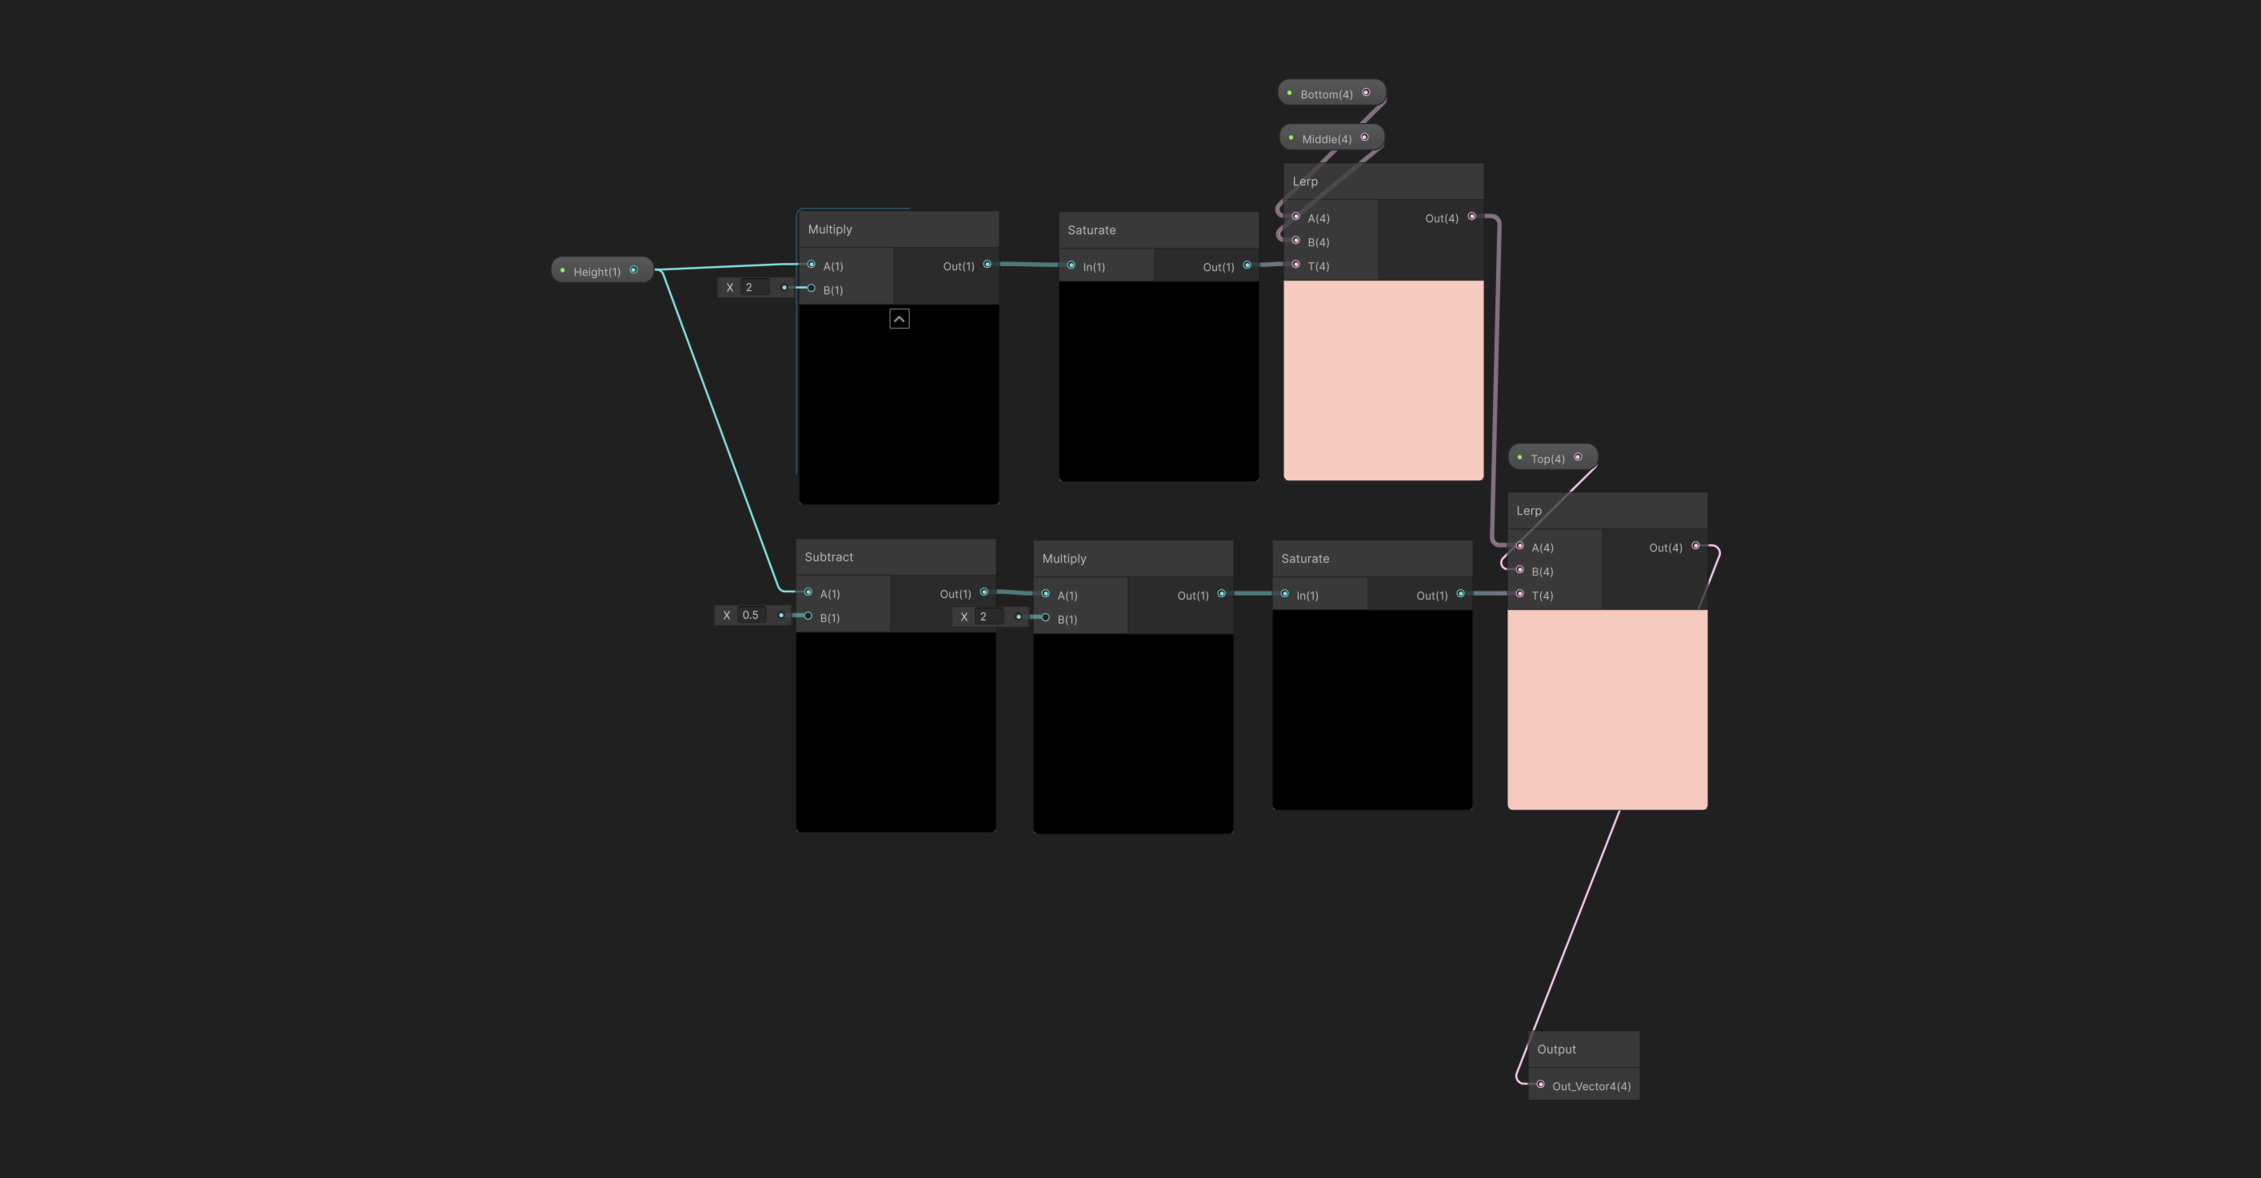 Bottom(4)
Middle(4)
Lerp
A(4)
Out(4)
B(4)
T(4)
Multiply
A(1)
Out(1)
X 2
B(1)
Saturate
In(1)
Out(1)
Height(1)
Top(4)
Lerp
A(4)
Out(4)
B(4)
T(4)
Subtract
A(1)
Out(1)
X 0.5
B(1)
Multiply
A(1)
Out(1)
X 2
B(1)
Saturate
In(1)
Out(1)
Output
Out_Vector4(4)